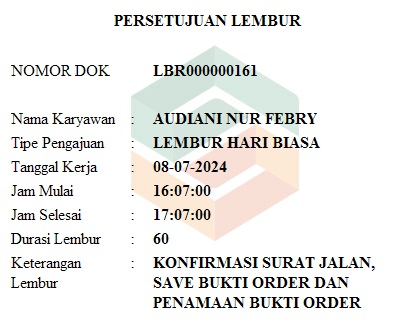 PERSETUJUAN LEMBUR
NOMOR DOK LBR000000161
Nama Karyawan : AUDIANI NUR FEBRY
Tipe Pengajuan : LEMBUR HARI BIASA
Tanggal Kerja : 08-07-2024
Jam Mulai : 16:07:00
Jam Selesai : 17:07:00
Durasi Lembur : 60
Keterangan : KONFIRMASI SURAT JALAN,
Lembur SAVE BUKTI ORDER DAN
PENAMAAN BUKTI ORDER